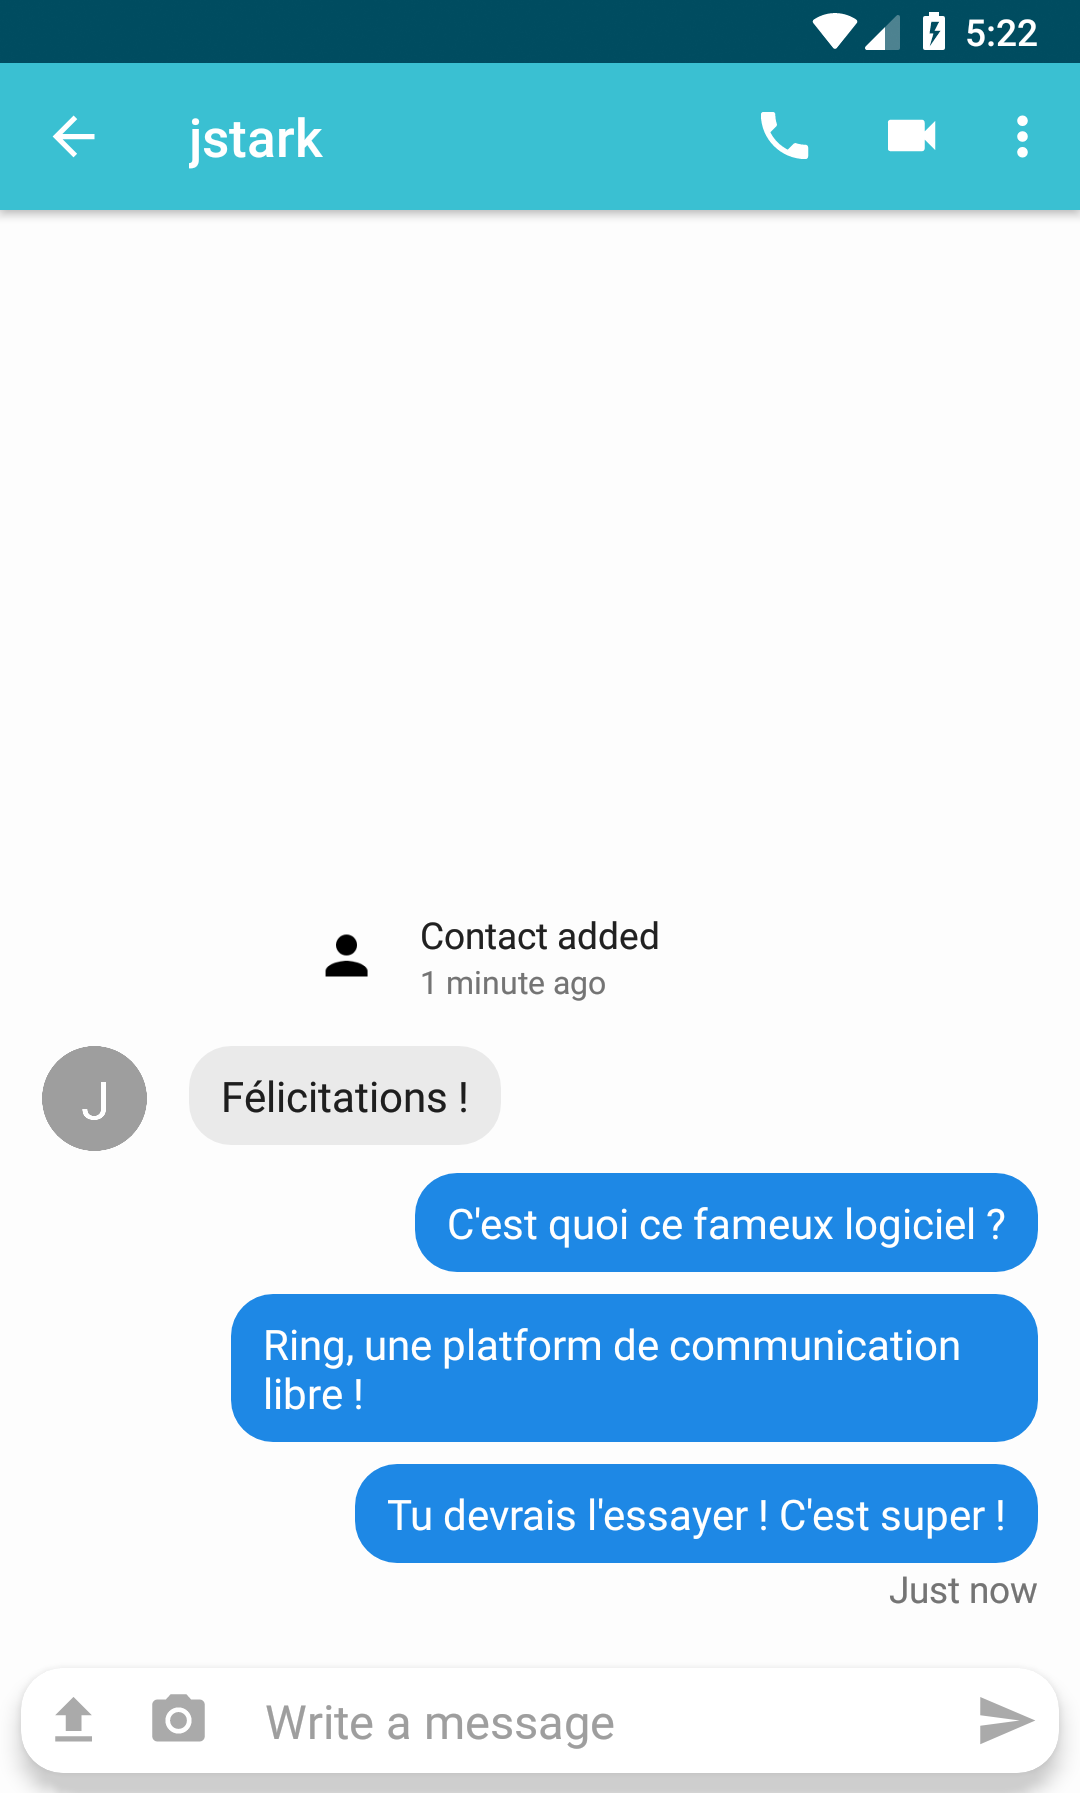 5:22
jstark
Contact added
1 minute ago
J
Félicitations !
C'est quoi ce fameux logiciel ?
Ring, une platform de communication
libre !
Tu devrais l'essayer ! C'est super !
Just now
Write a message